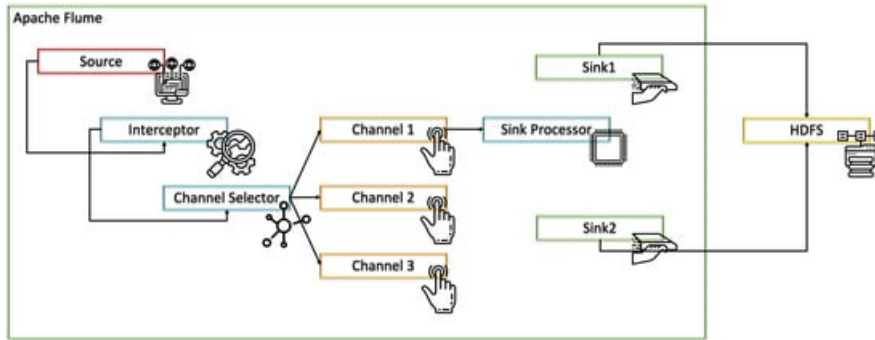 Apache Flume
Source
Sink1
Interceptor
Channel 1
Sink Processor
HDFS
Channel Selector
Channel 2
Sink2
Channel 3